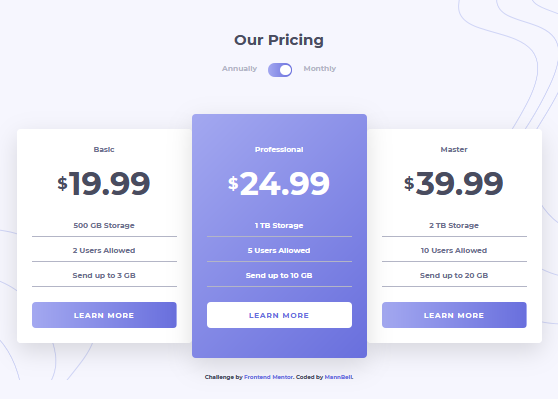 Our Pricing
Annually Monthly
Basic
$19.99
500 GB Storage
2 Users Allowed
Send up to 3 GB
LEARN MORE
Professional
$24.99
1 TB Storage
5 Users Allowed
Send up to 10 GB
LEARN MORE
Master
$39.99
2 TB Storage
10 Users Allowed
Send up to 20 GB
LEARN MORE
Challenge by Frontend Mentor. Coded by MannBell.